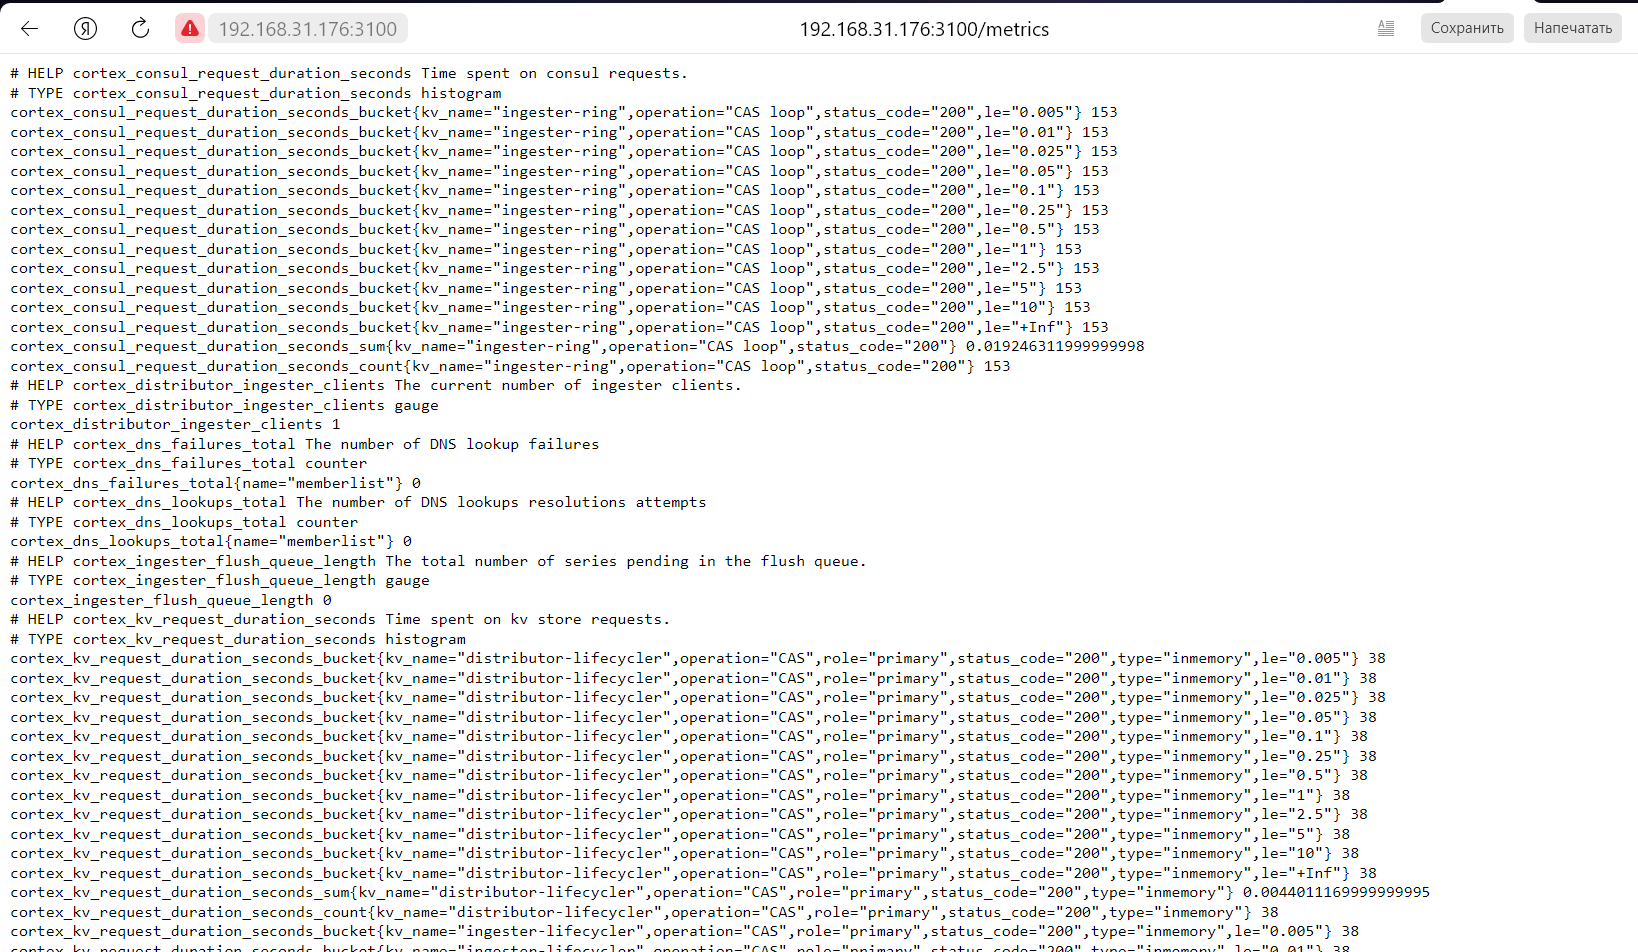 192.168.31.176:3100
192.168.31.176:3100/metrics
Сохранить
Напечатать
# HELP cortex_consul_request_duration_seconds Time spent on consul requests.
# TYPE cortex_consul_request_duration_seconds histogram
cortex_consul_request_duration_seconds_bucket{kv_name="ingester-ring",operation="CAS loop",status_code="200",le="0.005"} 153
cortex_consul_request_duration_seconds_bucket{kv_name="ingester-ring",operation="CAS loop",status_code="200",le="0.01"} 153
cortex_consul_request_duration_seconds_bucket{kv_name="ingester-ring",operation="CAS loop",status_code="200",le="0.025"} 153
cortex_consul_request_duration_seconds_bucket{kv_name="ingester-ring",operation="CAS loop",status_code="200",le="0.05"} 153
cortex_consul_request_duration_seconds_bucket{kv_name="ingester-ring",operation="CAS loop",status_code="200",le="0.1"} 153
cortex_consul_request_duration_seconds_bucket{kv_name="ingester-ring",operation="CAS loop",status_code="200",le="0.25"} 153
cortex_consul_request_duration_seconds_bucket{kv_name="ingester-ring",operation="CAS loop",status_code="200",le="0.5"} 153
cortex_consul_request_duration_seconds_bucket{kv_name="ingester-ring",operation="CAS loop",status_code="200",le="1"} 153
cortex_consul_request_duration_seconds_bucket{kv_name="ingester-ring",operation="CAS loop",status_code="200",le="2.5"} 153
cortex_consul_request_duration_seconds_bucket{kv_name="ingester-ring",operation="CAS loop",status_code="200",le="5"} 153
cortex_consul_request_duration_seconds_bucket{kv_name="ingester-ring",operation="CAS loop",status_code="200",le="10"} 153
cortex_consul_request_duration_seconds_bucket{kv_name="ingester-ring",operation="CAS loop",status_code="200",le="+Inf"} 153
cortex_consul_request_duration_seconds_sum{kv_name="ingester-ring",operation="CAS loop",status_code="200"} 0.019246311999999998
cortex_consul_request_duration_seconds_count{kv_name="ingester-ring",operation="CAS loop",status_code="200"} 153
# HELP cortex_distributor_ingester_clients The current number of ingester clients.
# TYPE cortex_distributor_ingester_clients gauge
cortex_distributor_ingester_clients 1
# HELP cortex_dns_failures_total The number of DNS lookup failures
# TYPE cortex_dns_failures_total counter
cortex_dns_failures_total{name="memberlist"} 0
# HELP cortex_dns_lookups_total The number of DNS lookups resolutions attempts
# TYPE cortex_dns_lookups_total counter
cortex_dns_lookups_total{name="memberlist"} 0
# HELP cortex_ingester_flush_queue_length The total number of series pending in the flush queue.
# TYPE cortex_ingester_flush_queue_length gauge
cortex_ingester_flush_queue_length 0
# HELP cortex_kv_request_duration_seconds Time spent on kv store requests.
# TYPE cortex_kv_request_duration_seconds histogram
cortex_kv_request_duration_seconds_bucket{kv_name="distributor-lifecycler",operation="CAS",role="primary",status_code="200",type="inmemory",le="0.005"} 38
cortex_kv_request_duration_seconds_bucket{kv_name="distributor-lifecycler",operation="CAS",role="primary",status_code="200",type="inmemory",le="0.01"} 38
cortex_kv_request_duration_seconds_bucket{kv_name="distributor-lifecycler",operation="CAS",role="primary",status_code="200",type="inmemory",le="0.025"} 38
cortex_kv_request_duration_seconds_bucket{kv_name="distributor-lifecycler",operation="CAS",role="primary",status_code="200",type="inmemory",le="0.05"} 38
cortex_kv_request_duration_seconds_bucket{kv_name="distributor-lifecycler",operation="CAS",role="primary",status_code="200",type="inmemory",le="0.1"} 38
cortex_kv_request_duration_seconds_bucket{kv_name="distributor-lifecycler",operation="CAS",role="primary",status_code="200",type="inmemory",le="0.25"} 38
cortex_kv_request_duration_seconds_bucket{kv_name="distributor-lifecycler",operation="CAS",role="primary",status_code="200",type="inmemory",le="0.5"} 38
cortex_kv_request_duration_seconds_bucket{kv_name="distributor-lifecycler",operation="CAS",role="primary",status_code="200",type="inmemory",le="1"} 38
cortex_kv_request_duration_seconds_bucket{kv_name="distributor-lifecycler",operation="CAS",role="primary",status_code="200",type="inmemory",le="2.5"} 38
cortex_kv_request_duration_seconds_bucket{kv_name="distributor-lifecycler",operation="CAS",role="primary",status_code="200",type="inmemory",le="5"} 38
cortex_kv_request_duration_seconds_bucket{kv_name="distributor-lifecycler",operation="CAS",role="primary",status_code="200",type="inmemory",le="10"} 38
cortex_kv_request_duration_seconds_bucket{kv_name="distributor-lifecycler",operation="CAS",role="primary",status_code="200",type="inmemory",le="+Inf"} 38
cortex_kv_request_duration_seconds_sum{kv_name="distributor-lifecycler",operation="CAS",role="primary",status_code="200",type="inmemory"} 0.0044011169999999995
cortex_kv_request_duration_seconds_count{kv_name="distributor-lifecycler",operation="CAS",role="primary",status_code="200",type="inmemory"} 38
cortex_kv_request_duration_seconds_bucket{kv_name="ingester-lifecycler",operation="CAS",role="primary",status_code="200",type="inmemory",le="0.005"} 38
cortex_kv_request_duration_seconds_bucket{kv_name="ingester-lifecycler",operation="CAS",role="primary",status_code="200",type="inmemory",le="0.01"} 38